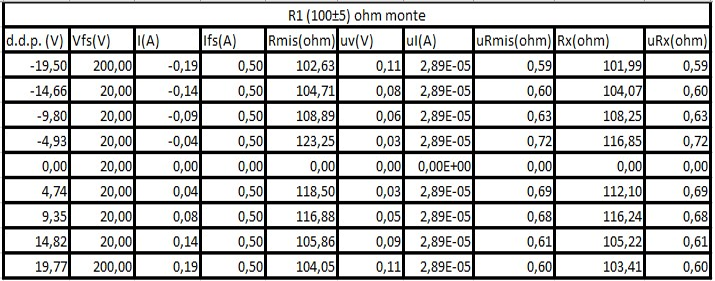 R1 (100±5) ohm monte
d.d.p. (V) Vfs(V) I(A) Ifs(A) Rmis(ohm) uv(V) uI(A) uRmis(ohm) Rx(ohm) uRx(ohm)
-19,50 200,00 -0,19 0,50 102,63 0,11 2,89E-05 0,59 101,99 0,59
-14,66 20,00 -0,14 0,50 104,71 0,08 2,89E-05 0,60 104,07 0,60
-9,80 20,00 -0,09 0,50 108,89 0,06 2,89E-05 0,63 108,25 0,63
-4,93 20,00 -0,04 0,50 123,25 0,03 2,89E-05 0,72 116,85 0,72
0,00 20,00 0,00 0,00 0,00 0,00 0,00E+00 0,00 0,00 0,00
4,74 20,00 0,04 0,50 118,50 0,03 2,89E-05 0,69 112,10 0,69
9,35 20,00 0,08 0,50 116,88 0,05 2,89E-05 0,68 116,24 0,68
14,82 20,00 0,14 0,50 105,86 0,09 2,89E-05 0,61 105,22 0,61
19,77 200,00 0,19 0,50 104,05 0,11 2,89E-05 0,60 103,41 0,60